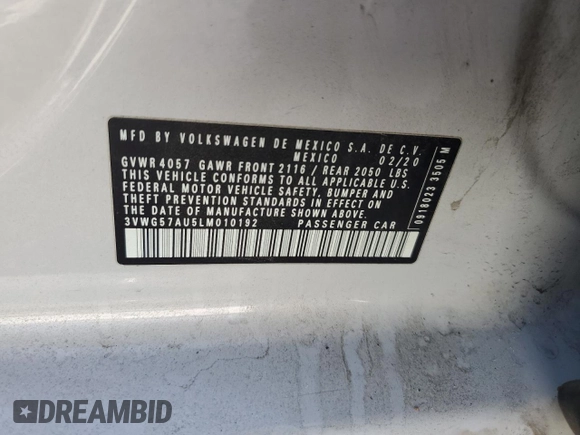 MFD BY VOLKSWAGEN DE MEXICO S.A. DE C.V.
MEXICO 02/20
GVWR 4057 GAWR FRONT 2116 / REAR 2050 LBS
THIS VEHICLE CONFORMS TO ALL APPLICABLE U.S.
FEDERAL MOTOR VEHICLE SAFETY, BUMPER AND
THEFT PREVENTION STANDARDS IN EFFECT ON
THE DATE OF MANUFACTURE SHOWN ABOVE.
3VWG57AU5LM010192 PASSENGER CAR
0918023 3505 M
DREAMBID